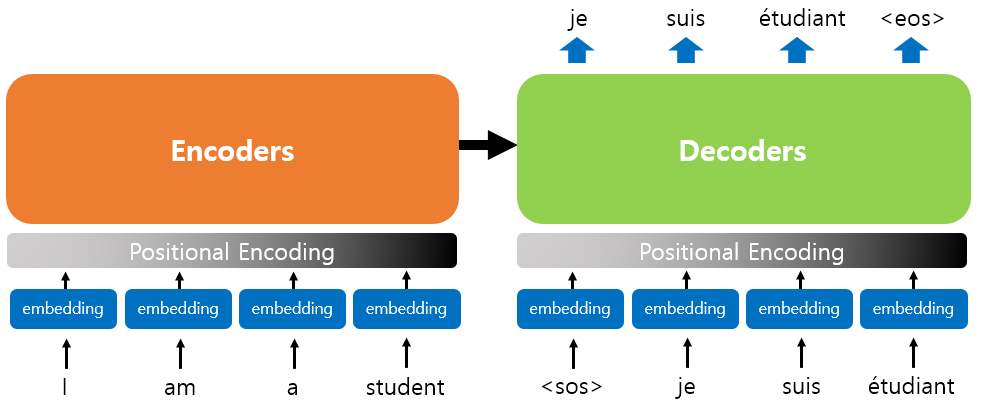 je suis étudiant <eos>
Encoders
Decoders
Positional Encoding
Positional Encoding
embedding embedding embedding embedding
embedding embedding embedding embedding
I am a student
<sos> je suis étudiant